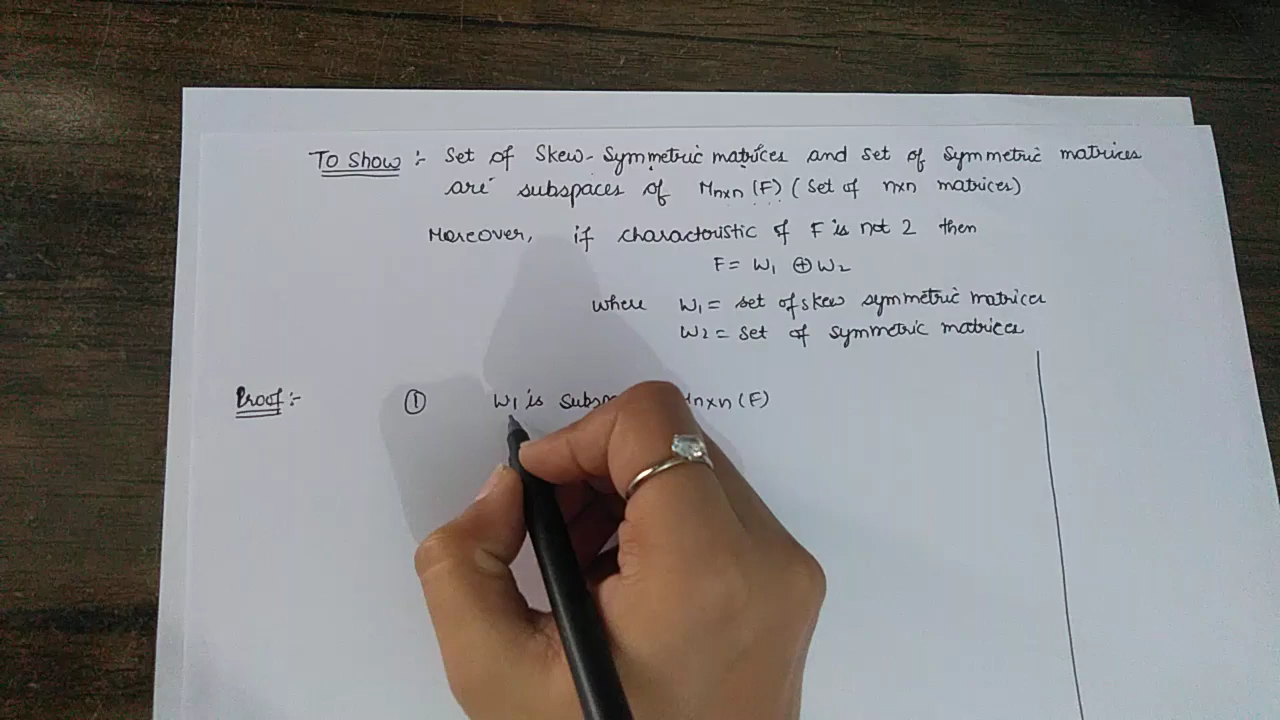 To Show :- Set of Skew-Symmetric matrices and set of Symmetric matrices
are subspaces of Mnxn (F) (Set of nxn matrices)
Moreover, if charactoristic of F is not 2 then
F = W1 ⊕ W2
where W1 = set of skew symmetric matrices
W2 = set of symmetric matrices
Proof :- ① W1 is Mnxn (F)